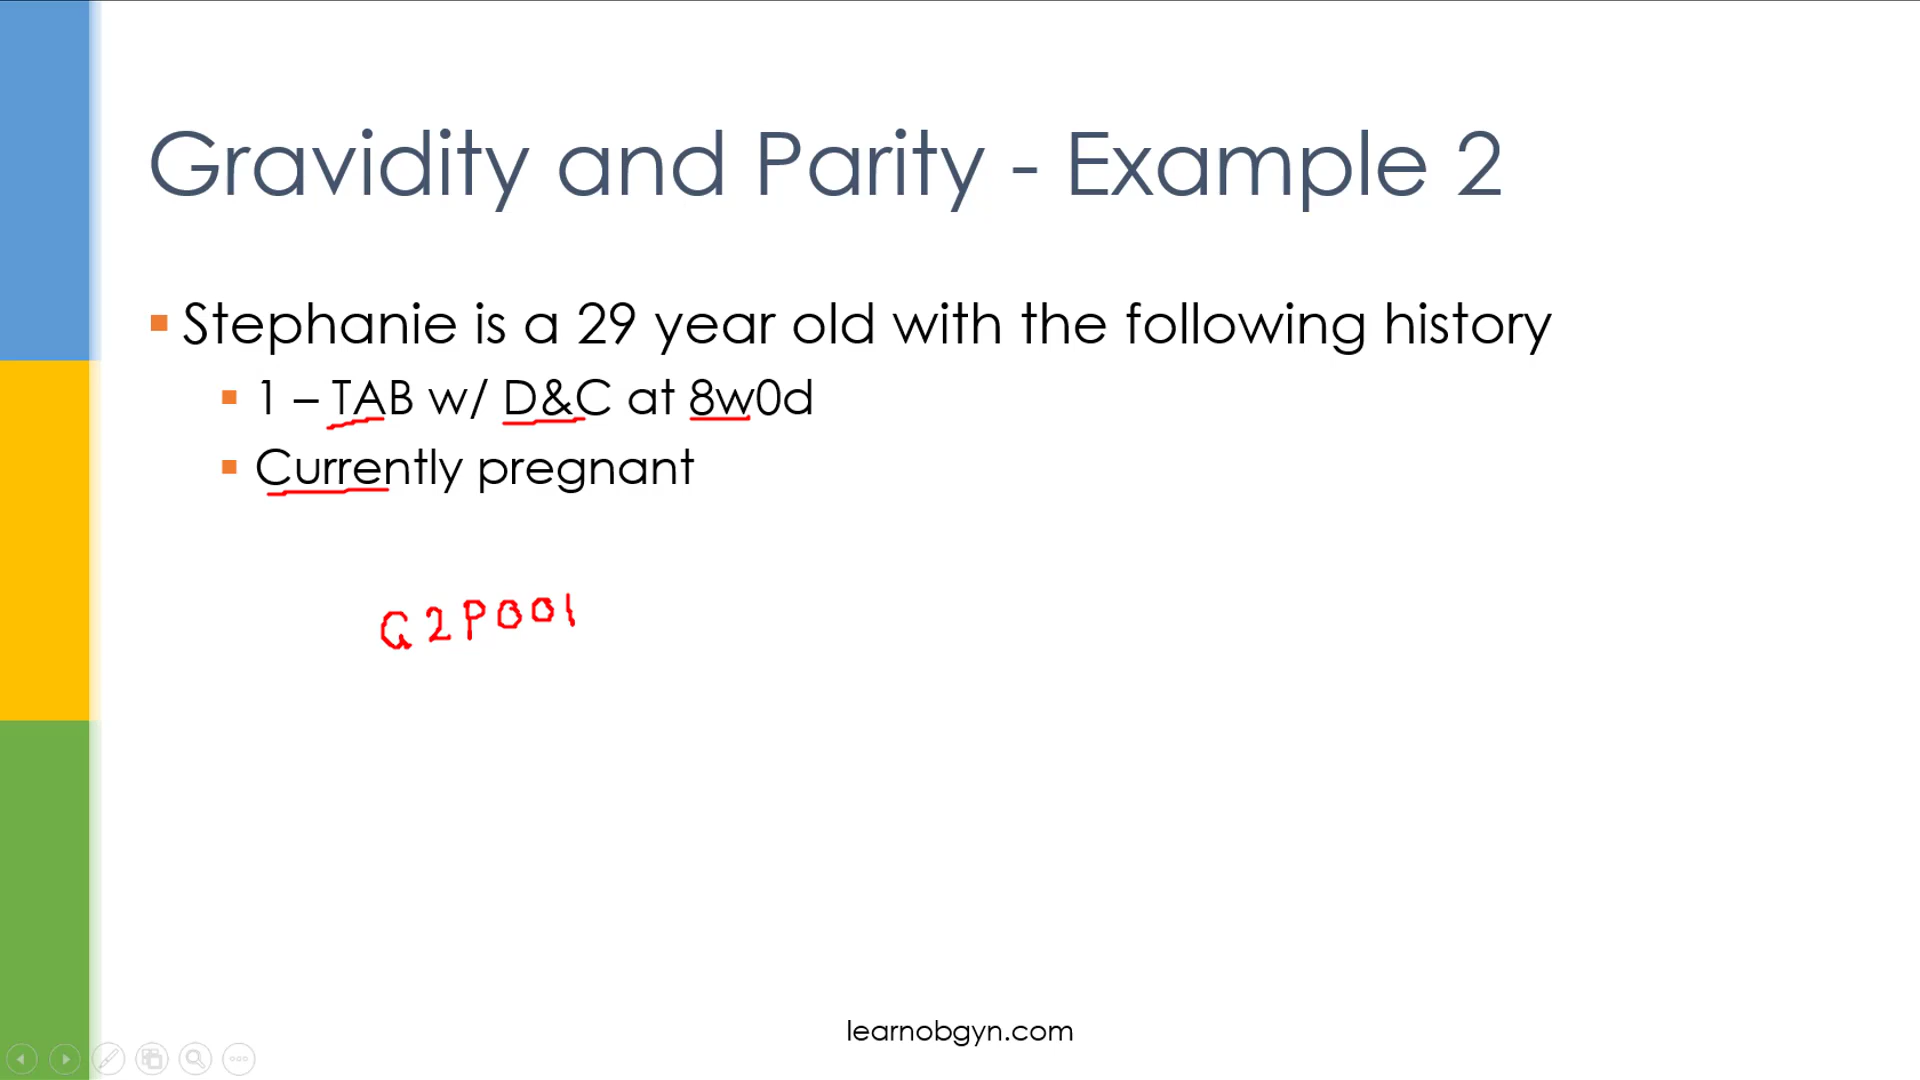 Gravidity and Parity - Example 2
Stephanie is a 29 year old with the following history
1 – TAB w/ D&C at 8w0d
Currently pregnant
G2P001
learnobgyn.com